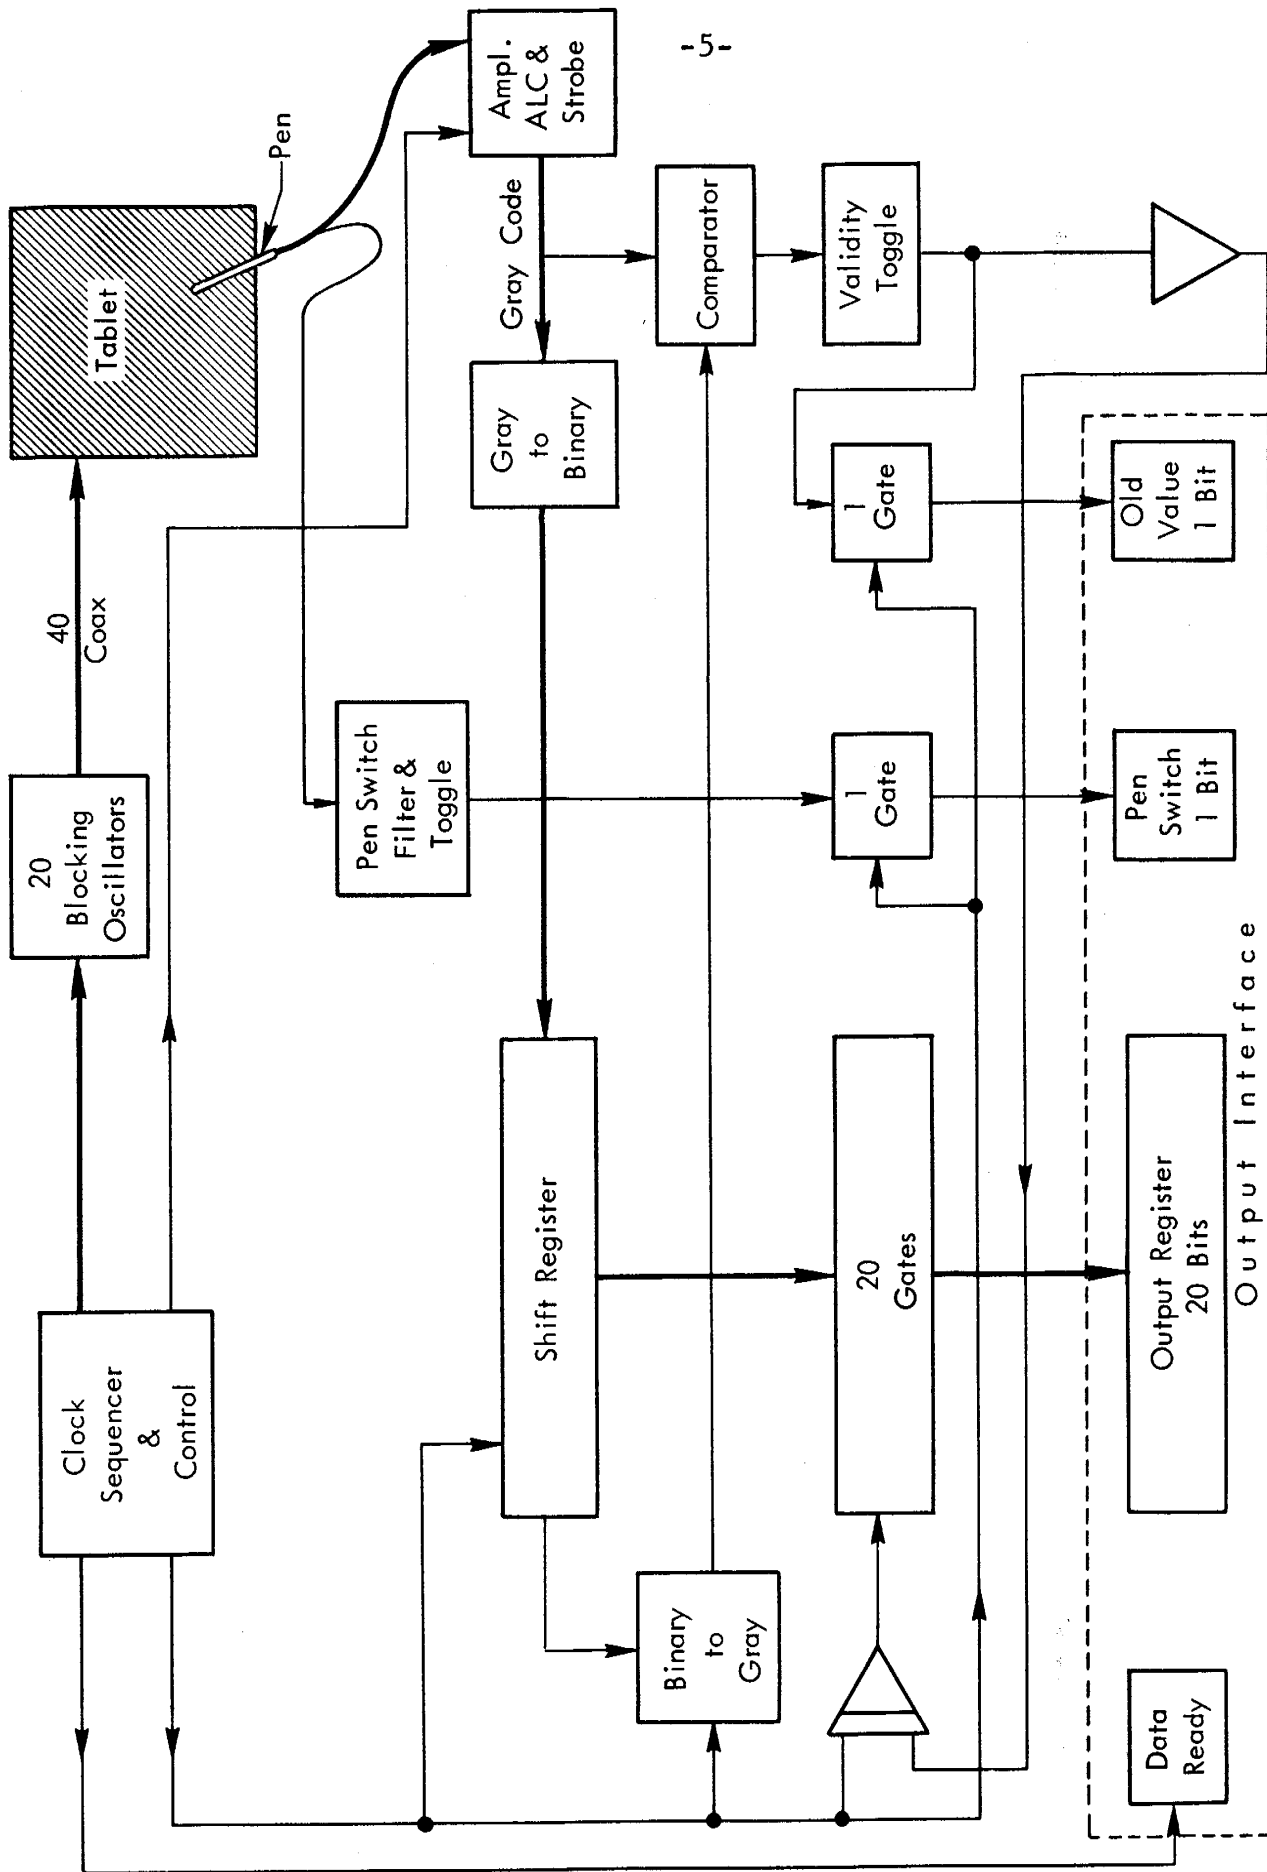 -5-
Clock
Sequencer
&
Control
20
Blocking
Oscillators
40
Coax
Tablet
Pen
Pen Switch
Filter &
Toggle
Ampl.
ALC &
Strobe
Gray Code
Gray
to
Binary
Shift Register
Binary
to
Gray
Comparator
Validity
Toggle
20
Gates
1
Gate
1
Gate
Data
Ready
Output Register
20 Bits
Pen
Switch
1 Bit
Old
Value
1 Bit
Output Interface